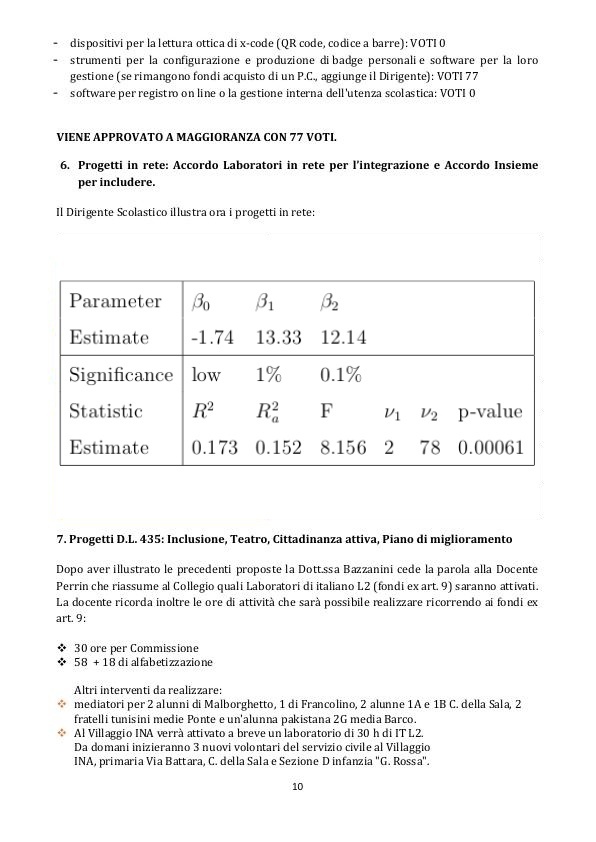 - dispositivi per la lettura ottica di x-code (QR code, codice a barre): VOTI 0
- strumenti per la configurazione e produzione di badge personali e software per la loro
gestione (se rimangono fondi acquisto di un P.C., aggiunge il Dirigente): VOTI 77
- software per registro on line o la gestione interna dell'utenza scolastica: VOTI 0
VIENE APPROVATO A MAGGIORANZA CON 77 VOTI.
6. Progetti in rete: Accordo Laboratori in rete per l'integrazione e Accordo Insieme
per includere.
Il Dirigente Scolastico illustra ora i progetti in rete:
Parameter β0 β1 β2
Estimate -1.74 13.33 12.14
Significance low 1% 0.1%
Statistic R² R²a F ν1 ν2 p-value
Estimate 0.173 0.152 8.156 2 78 0.00061
7. Progetti D.L. 435: Inclusione, Teatro, Cittadinanza attiva, Piano di miglioramento
Dopo aver illustrato le precedenti proposte la Dott.ssa Bazzanini cede la parola alla Docente
Perrin che riassume al Collegio quali Laboratori di italiano L2 (fondi ex art. 9) saranno attivati.
La docente ricorda inoltre le ore di attività che sarà possibile realizzare ricorrendo ai fondi ex
art. 9:
❖ 30 ore per Commissione
❖ 58 + 18 di alfabetizzazione
Altri interventi da realizzare:
❖ mediatori per 2 alunni di Malborghetto, 1 di Francolino, 2 alunne 1A e 1B C. della Sala, 2
fratelli tunisini medie Ponte e un'alunna pakistana 2G media Barco.
❖ Al Villaggio INA verrà attivato a breve un laboratorio di 30 h di IT L2.
Da domani inizieranno 3 nuovi volontari del servizio civile al Villaggio
INA, primaria Via Battara, C. della Sala e Sezione D infanzia "G. Rossa".
10